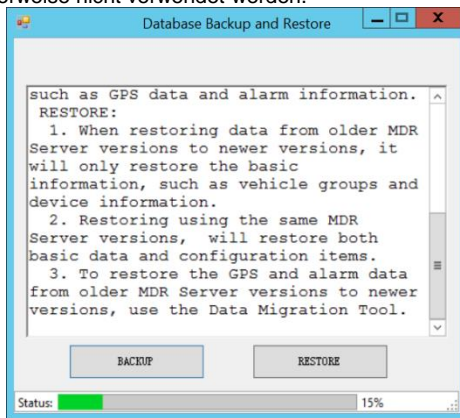 nicht verwendet werden.
Database Backup and Restore
such as GPS data and alarm information.
RESTORE:
1. When restoring data from older MDR
Server versions to newer versions, it
will only restore the basic
information, such as vehicle groups and
device information.
2. Restoring using the same MDR
Server versions, will restore both
basic data and configuration items.
3. To restore the GPS and alarm data
from older MDR Server versions to newer
versions, use the Data Migration Tool.
BACKUP RESTORE
Status: 15%